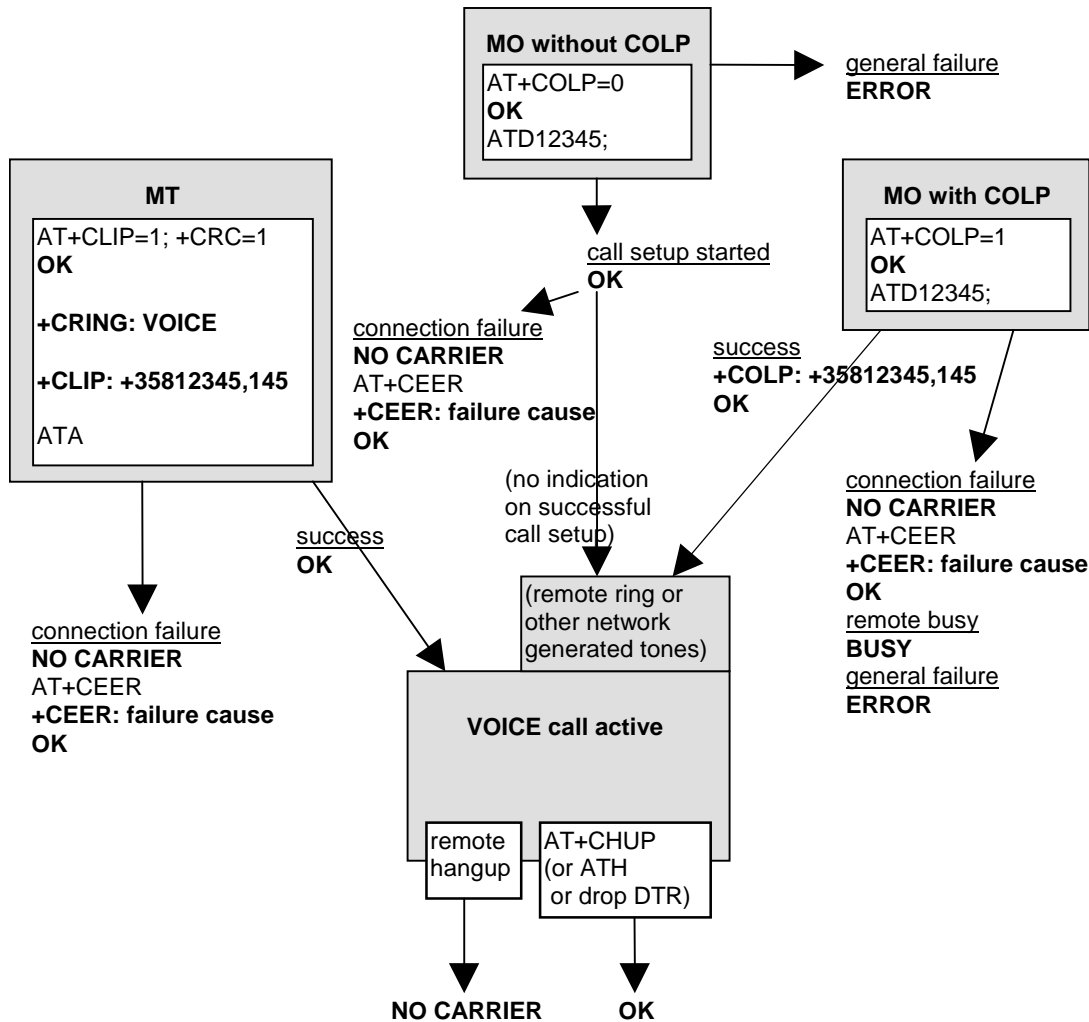 MO without COLP
AT+COLP=0
OK
ATD12345;
general failure
ERROR
MT
AT+CLIP=1; +CRC=1
OK
+CRING: VOICE
+CLIP: +35812345,145
ATA
MO with COLP
AT+COLP=1
OK
ATD12345;
call setup started
OK
connection failure
NO CARRIER
AT+CEER
+CEER: failure cause
OK
success
+COLP: +35812345,145
OK
(no indication
on successful
call setup)
success
OK
connection failure
NO CARRIER
AT+CEER
+CEER: failure cause
OK
remote busy
BUSY
general failure
ERROR
connection failure
NO CARRIER
AT+CEER
+CEER: failure cause
OK
(remote ring or
other network
generated tones)
VOICE call active
remote
hangup
AT+CHUP
(or ATH
or drop DTR)
NO CARRIER
OK